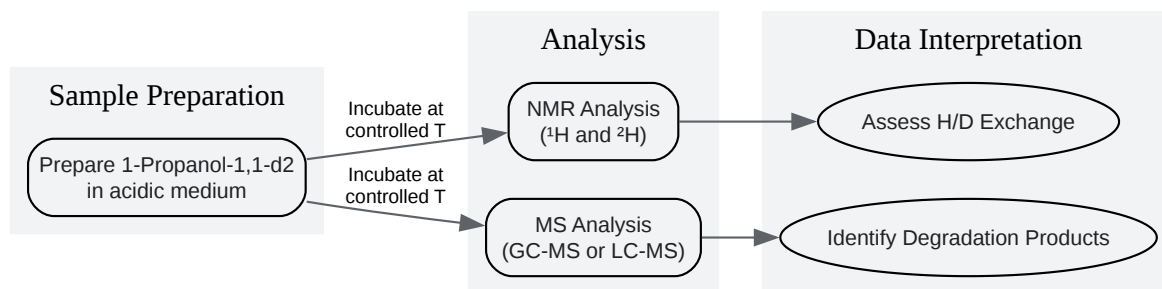 Sample Preparation
Prepare 1-Propanol-1,1-d2
in acidic medium
Incubate at
controlled T
Incubate at
controlled T
Analysis
NMR Analysis
(¹H and ²H)
MS Analysis
(GC-MS or LC-MS)
Data Interpretation
Assess H/D Exchange
Identify Degradation Products